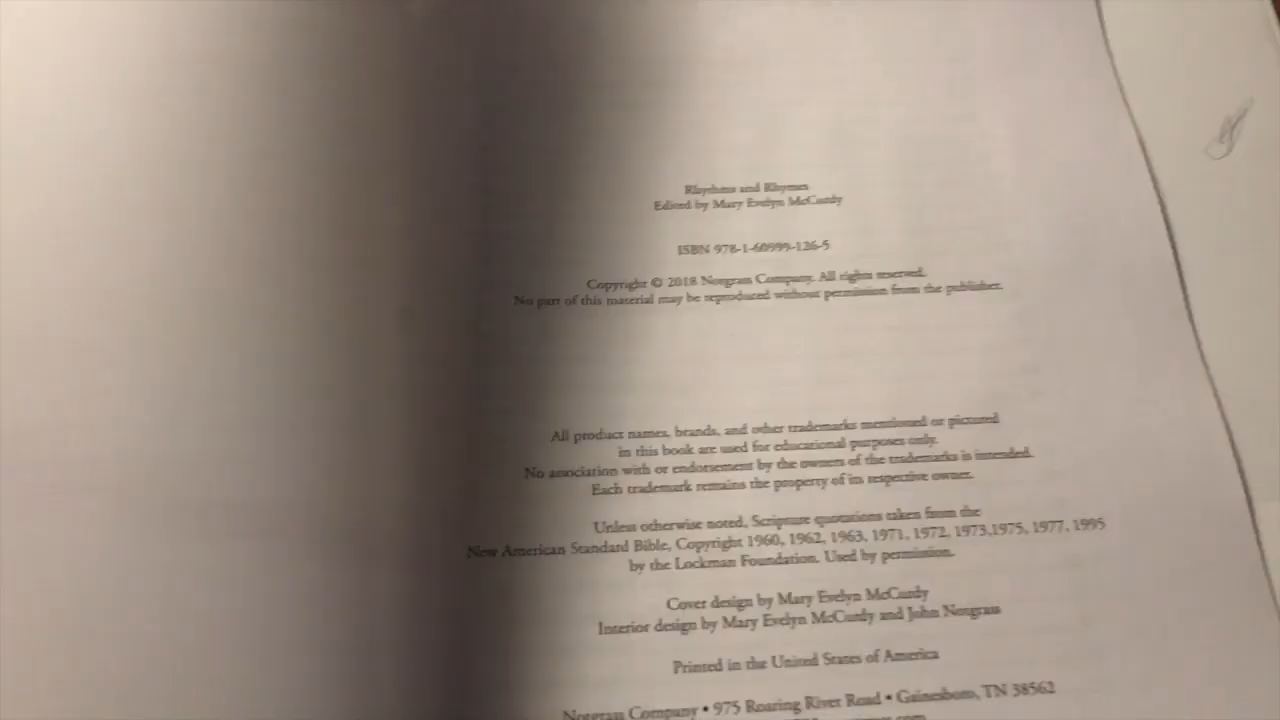 Rhythms and Rhymes
Edited by Mary Evelyn McCurdy
ISBN 978-1-60999-126-5
Copyright © 2018 Notgrass Company. All rights reserved.
No part of this material may be reproduced without permission from the publisher.
All product names, brands, and other trademarks mentioned or pictured
in this book are used for educational purposes only.
No association with or endorsement by the owners of the trademarks is intended.
Each trademark remains the property of its respective owner.
Unless otherwise noted, Scripture quotations taken from the
New American Standard Bible, Copyright 1960, 1962, 1963, 1971, 1972, 1973,1975, 1977, 1995
by the Lockman Foundation. Used by permission.
Cover design by Mary Evelyn McCurdy
Interior design by Mary Evelyn McCurdy and John Notgrass
Printed in the United States of America
Notgrass Company • 975 Roaring River Road • Gainesboro, TN 38562